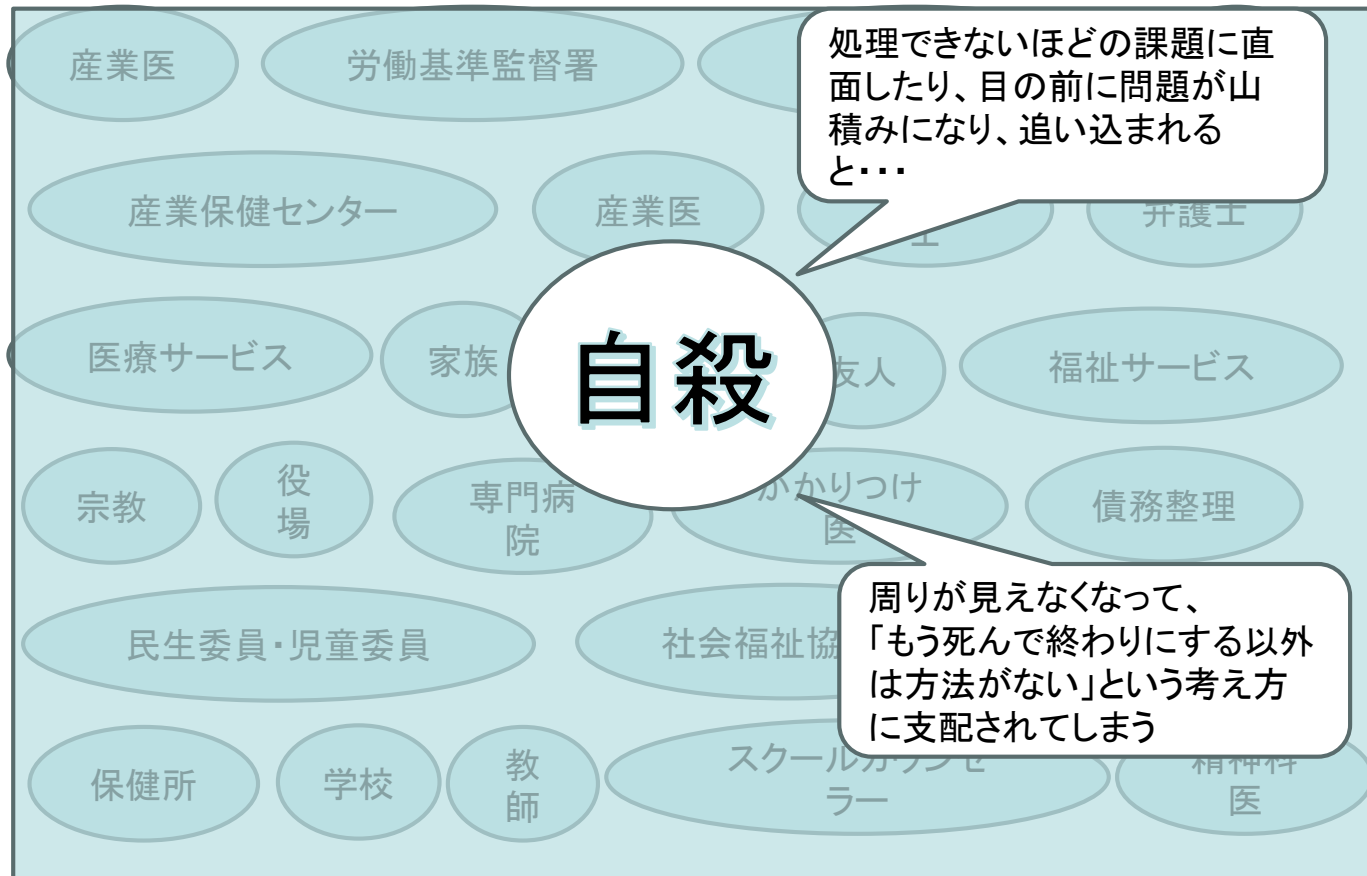 産業医
労働基準監督署
処理できないほどの課題に直
面したり、目の前に問題が山
積みになり、追い込まれる
と・・・
産業保健センター
産業医
士
弁護士
医療サービス
家族
自殺
友人
福祉サービス
宗教
役
場
専門病
院
かかりつけ
医
債務整理
周りが見えなくなって、
「もう死んで終わりにする以外
は方法がない」という考え方
に支配されてしまう
民生委員・児童委員
社会福祉協
保健所
学校
教
師
スクールカウンセ
ラー
精神科
医